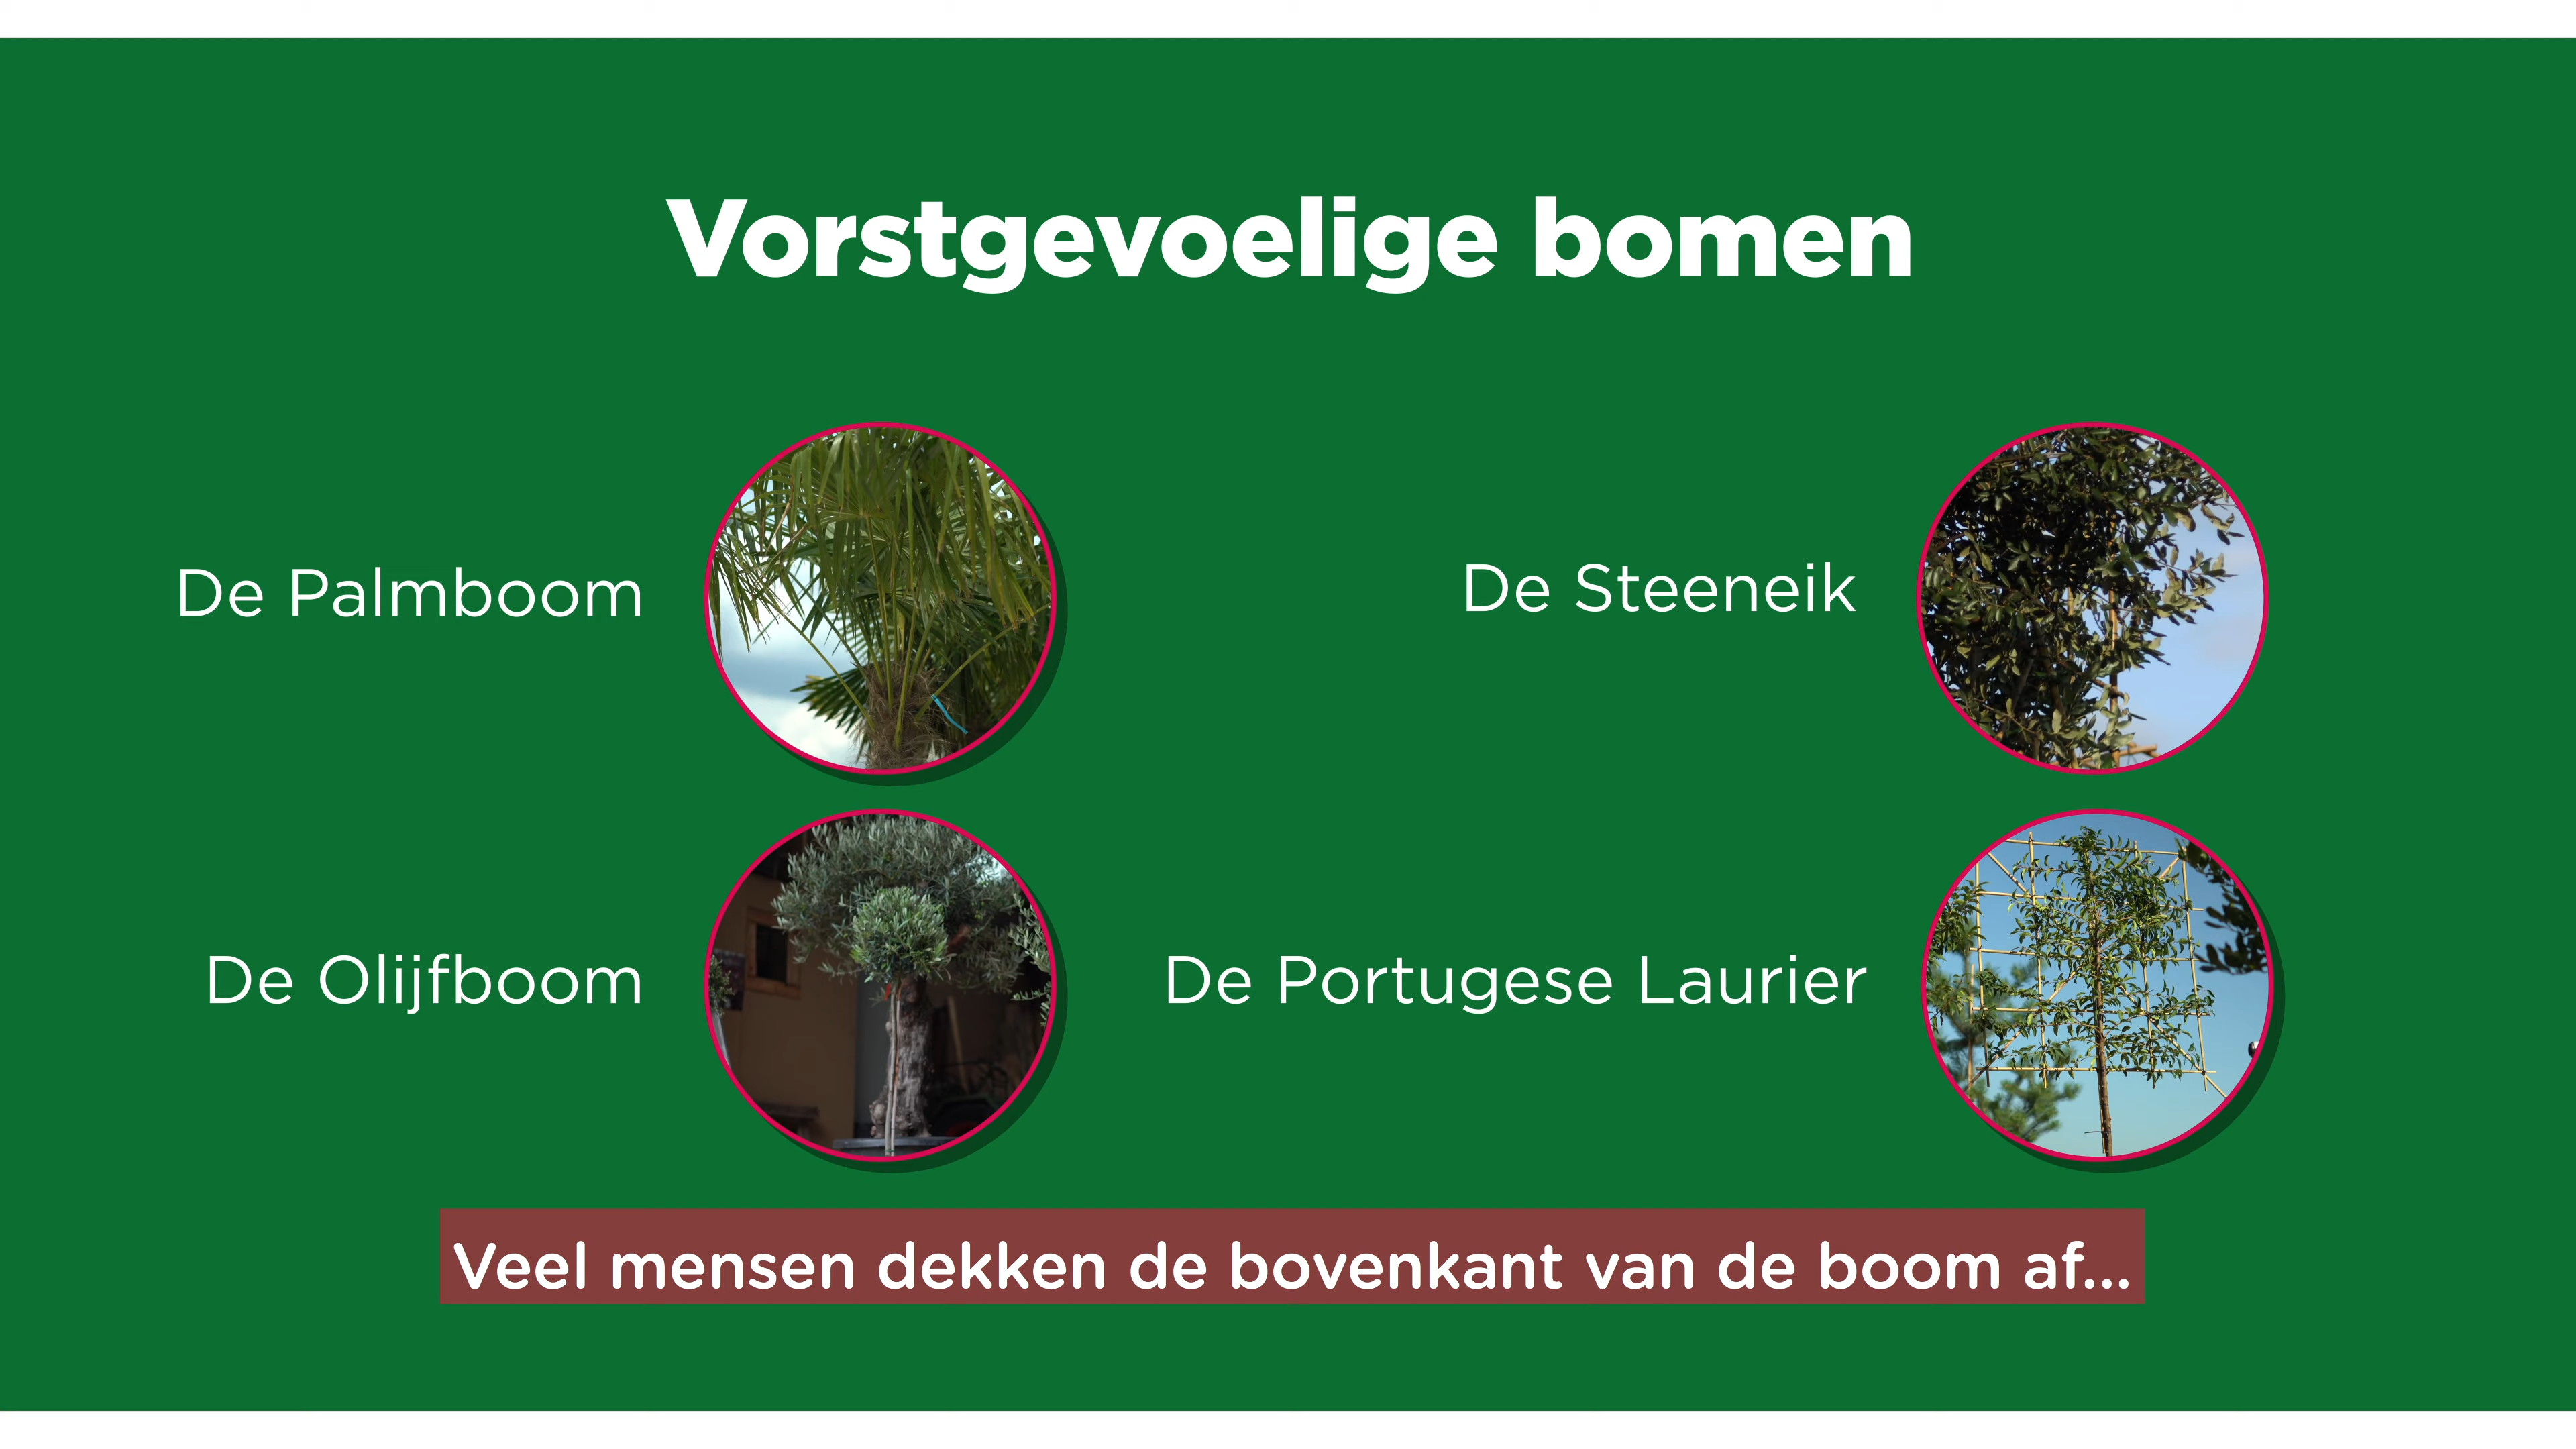 Vorstgevoelige bomen
De Palmboom
De Steeneik
De Olijfboom
De Portugese Laurier
Veel mensen dekken de bovenkant van de boom af...